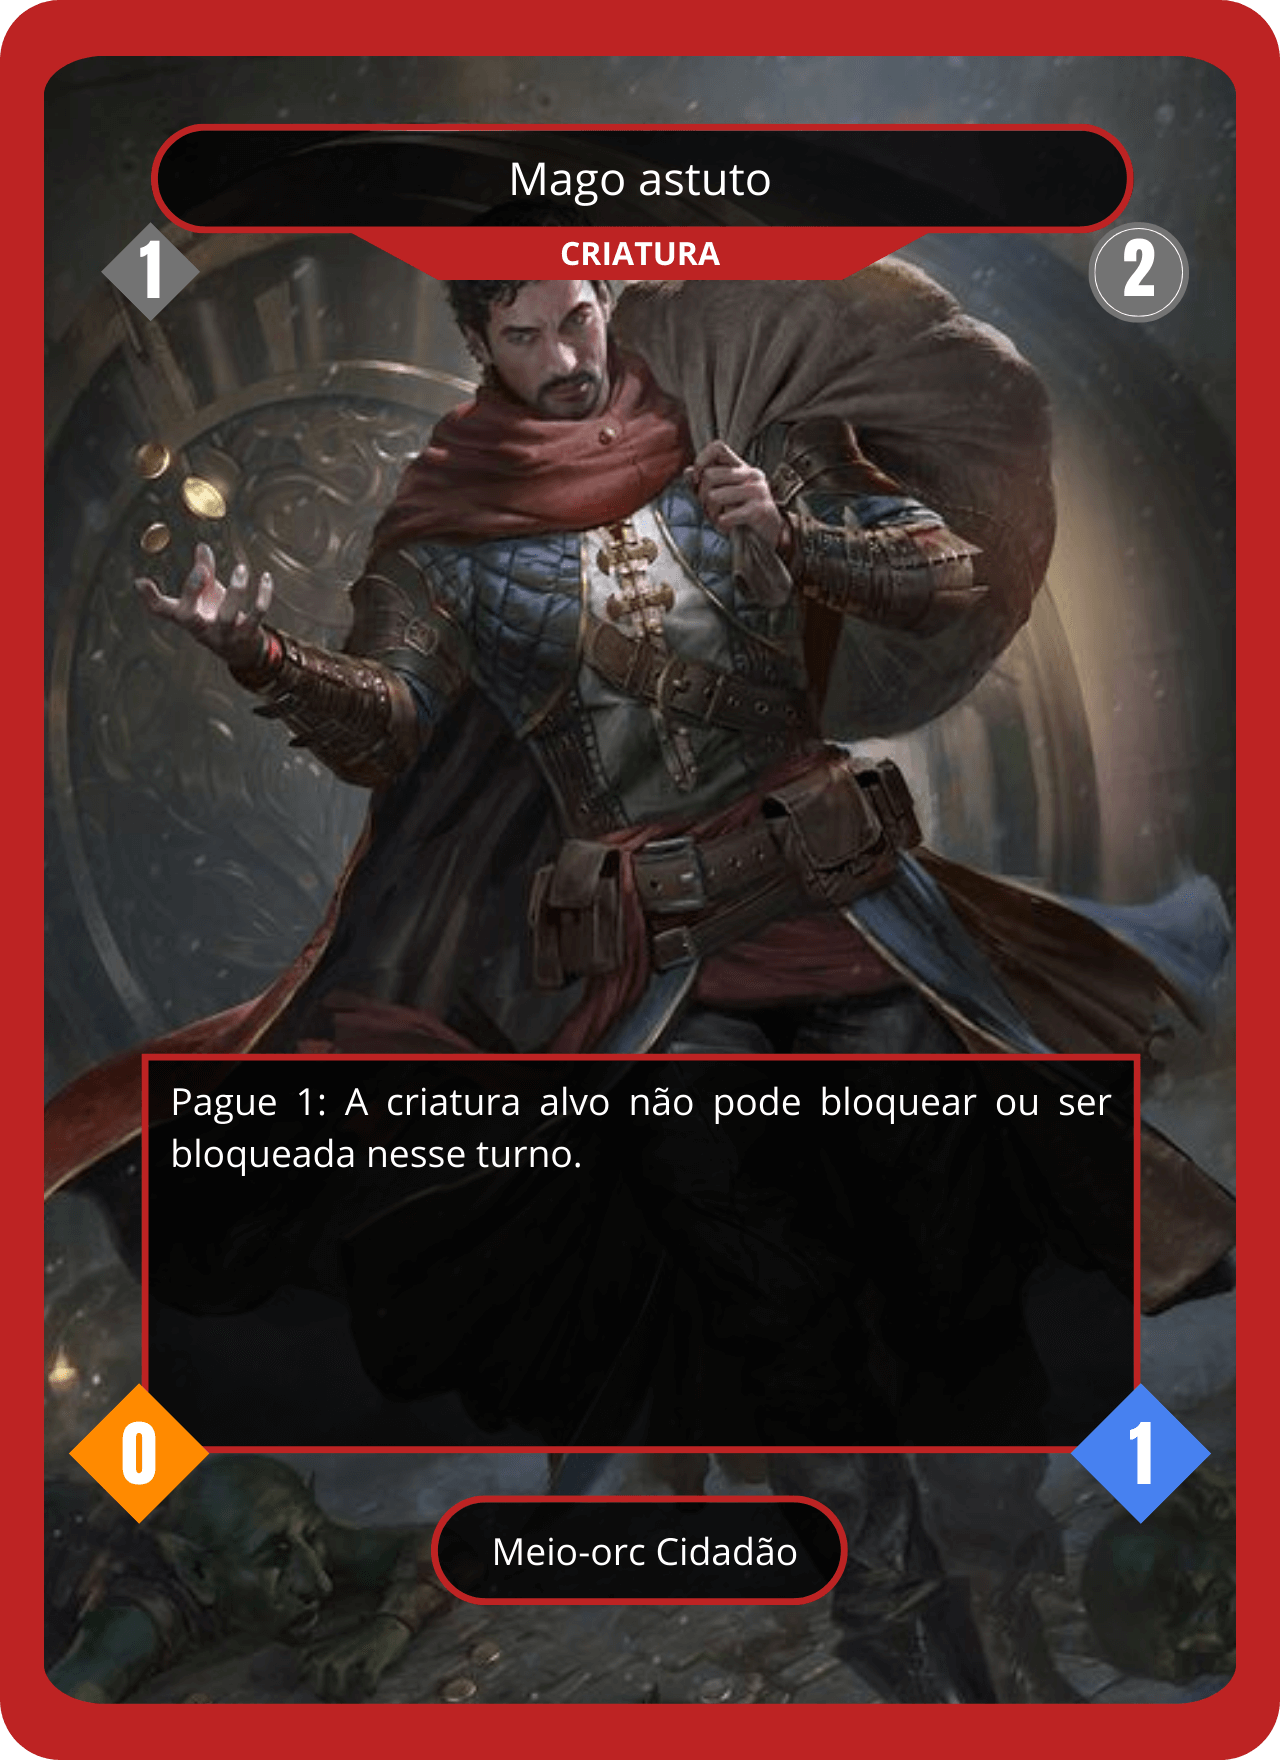 Mago astuto
CRIATURA
1
2
Pague 1: A criatura alvo não pode bloquear ou ser
bloqueada nesse turno.
0
1
Meio-orc Cidadão